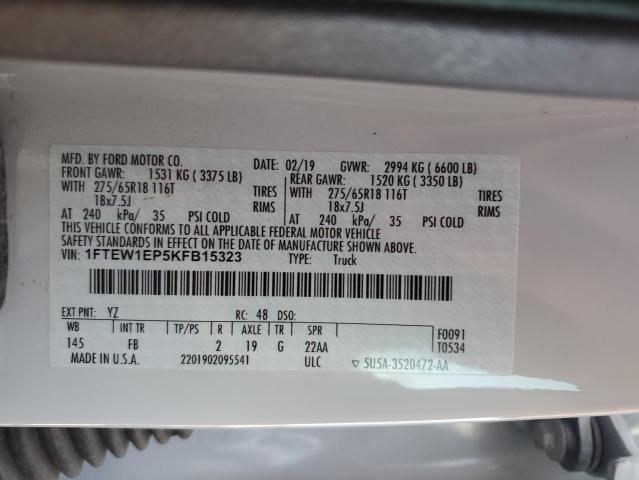 MFD. BY FORD MOTOR CO. DATE: 02/19 GVWR: 2994 KG ( 6600 LB)
FRONT GAWR: 1531 KG ( 3375 LB) REAR GAWR: 1520 KG ( 3350 LB)
WITH 275/65R18 116T TIRES WITH 275/65R18 116T TIRES
18x7.5J RIMS 18x7.5J RIMS
AT 240 kPa/ 35 PSI COLD AT 240 kPa/ 35 PSI COLD
THIS VEHICLE CONFORMS TO ALL APPLICABLE FEDERAL MOTOR VEHICLE
SAFETY STANDARDS, BUMPER, AND THEFT PREVENTION STANDARDS IN EFFECT ON THE DATE OF MANUFACTURE SHOWN ABOVE.
VIN: 1FTEW1EP5KFB15323 TYPE: Truck
EXT PNT: YZ RC: 48 DSO: F0091
WB INT TR TP/PS R AXLE TR SPR T0534
145 FB 2 19 G 22AA
MADE IN U.S.A. 2201902095541 ULC ▽ 5U5A-3520472-AA